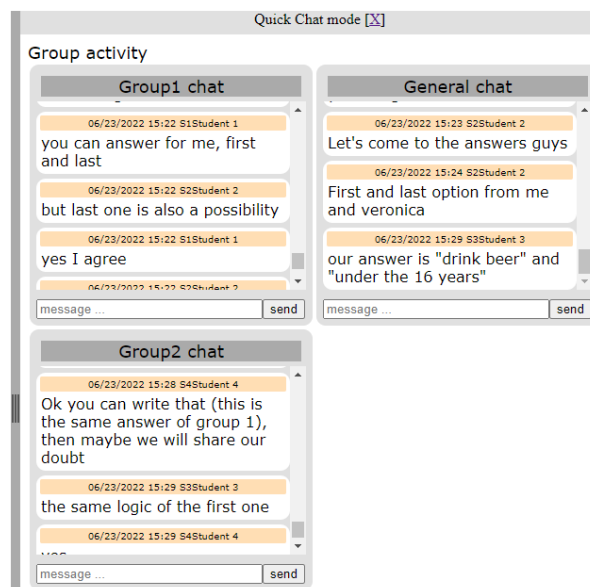 Quick Chat mode [X]
Group activity
Group1 chat
06/23/2022 15:22 S1Student 1
you can answer for me, first
and last
06/23/2022 15:22 S2Student 2
but last one is also a possibility
06/23/2022 15:22 S1Student 1
yes I agree
06/23/2022 15:22 S2Student 2
message ...
send
General chat
06/23/2022 15:23 S2Student 2
Let's come to the answers guys
06/23/2022 15:24 S2Student 2
First and last option from me
and veronica
06/23/2022 15:29 S3Student 3
our answer is "drink beer" and
"under the 16 years"
message ...
send
Group2 chat
06/23/2022 15:28 S4Student 4
Ok you can write that (this is
the same answer of group 1),
then maybe we will share our
doubt
06/23/2022 15:29 S3Student 3
the same logic of the first one
06/23/2022 15:29 S4Student 4
message ...
send